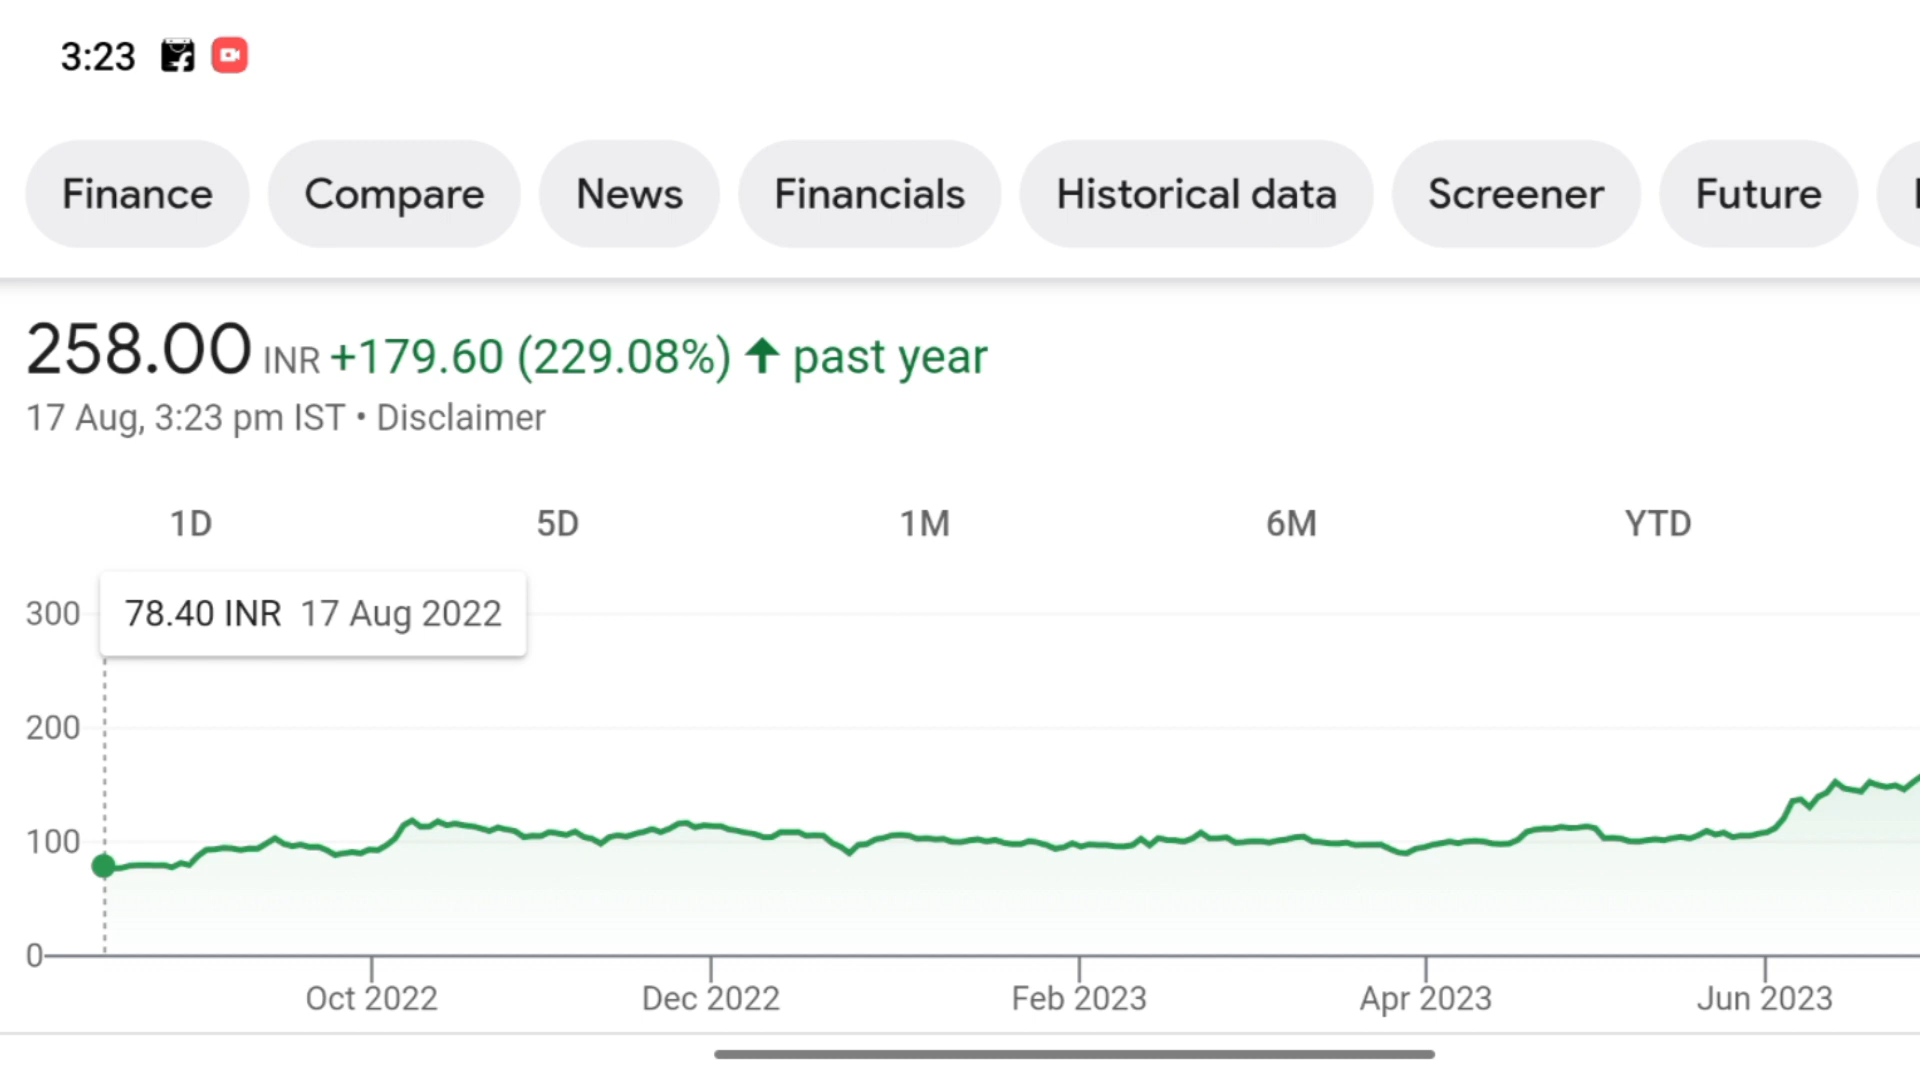 3:23
Finance Compare News Financials Historical data Screener Future
258.00 INR +179.60 (229.08%) ↑ past year
17 Aug, 3:23 pm IST • Disclaimer
1D 5D 1M 6M YTD
78.40 INR 17 Aug 2022
300
200
100
0
Oct 2022 Dec 2022 Feb 2023 Apr 2023 Jun 2023